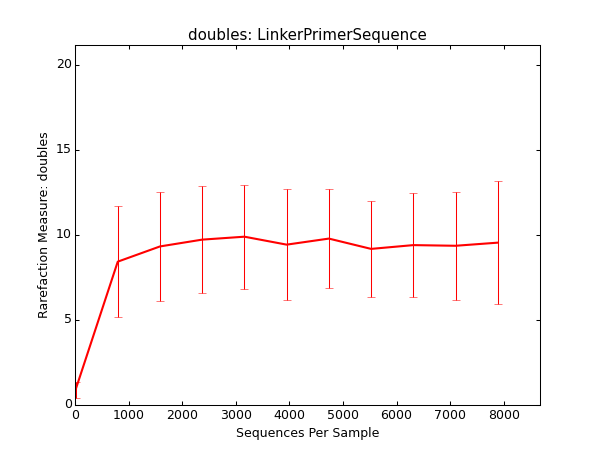 doubles: LinkerPrimerSequence
20
15
10
5
0
Rarefaction Measure: doubles
0 1000 2000 3000 4000 5000 6000 7000 8000
Sequences Per Sample